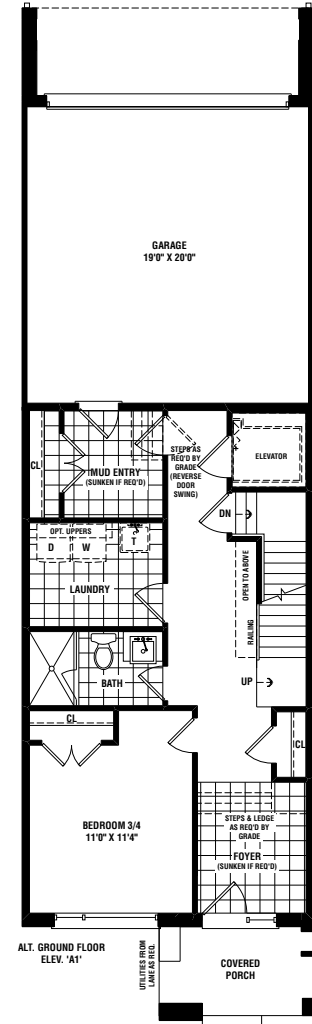 GARAGE
19'0" X 20'0"
CL
MUD ENTRY
(SUNKEN IF REQ'D)
STEPS AS
REQ'D BY
GRADE
(REVERSE
DOOR
SWING)
ELEVATOR
DN
OPT. UPPERS
D
W
T
LAUNDRY
OPEN TO ABOVE
RAILING
BATH
UP
CL
CL
BEDROOM 3/4
11'0" X 11'4"
STEPS & LEDGE
AS REQ'D BY
GRADE
FOYER
(SUNKEN IF REQ'D)
ALT. GROUND FLOOR
ELEV. 'A1'
UTILITIES FROM
LANE AS REQ.
COVERED
PORCH